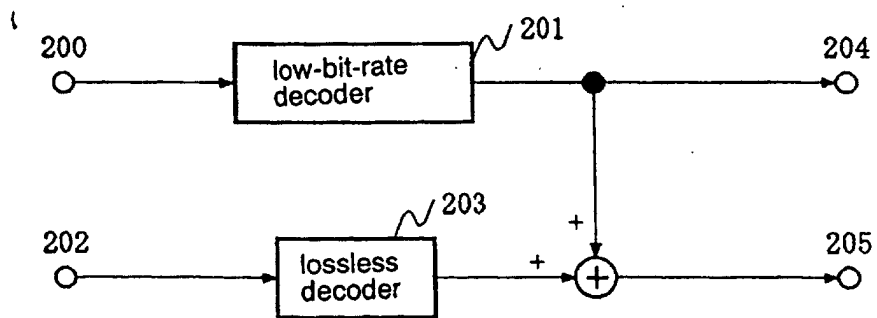 200
201
204
low-bit-rate
decoder
+
202
203
+
205
lossless
decoder
+